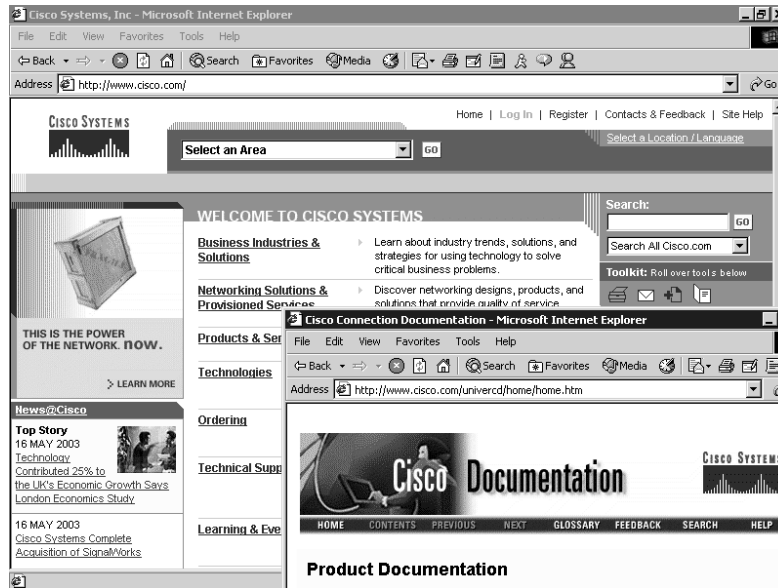 Cisco Systems, Inc - Microsoft Internet Explorer
File Edit View Favorites Tools Help
Back Search Favorites Media
Address http://www.cisco.com/ Go
CISCO SYSTEMS
Home | Log In | Register | Contacts & Feedback | Site Help
Select an Area GO
Select a Location / Language
WELCOME TO CISCO SYSTEMS
Search:
GO
Search All Cisco.com
Toolkit: Roll over tools below
Business Industries &
Solutions
Learn about industry trends, solutions, and
strategies for using technology to solve
critical business problems.
Networking Solutions &
Provisioned Services
Discover networking designs, products, and
solutions that provide quality of service
Products & Ser
Technologies
Ordering
Technical Supp
Learning & Eve
THIS IS THE POWER
OF THE NETWORK. now.
> LEARN MORE
News@Cisco
Top Story
16 MAY 2003
Technology
Contributed 25% to
the UK's Economic Growth Says
London Economics Study
16 MAY 2003
Cisco Systems Complete
Acquisition of SignalWorks
Cisco Connection Documentation - Microsoft Internet Explorer
File Edit View Favorites Tools Help
Back Search Favorites Media
Address http://www.cisco.com/univercd/home/home.htm
Cisco Documentation
CISCO SYSTEMS
HOME CONTENTS PREVIOUS NEXT GLOSSARY FEEDBACK SEARCH HELP
Product Documentation